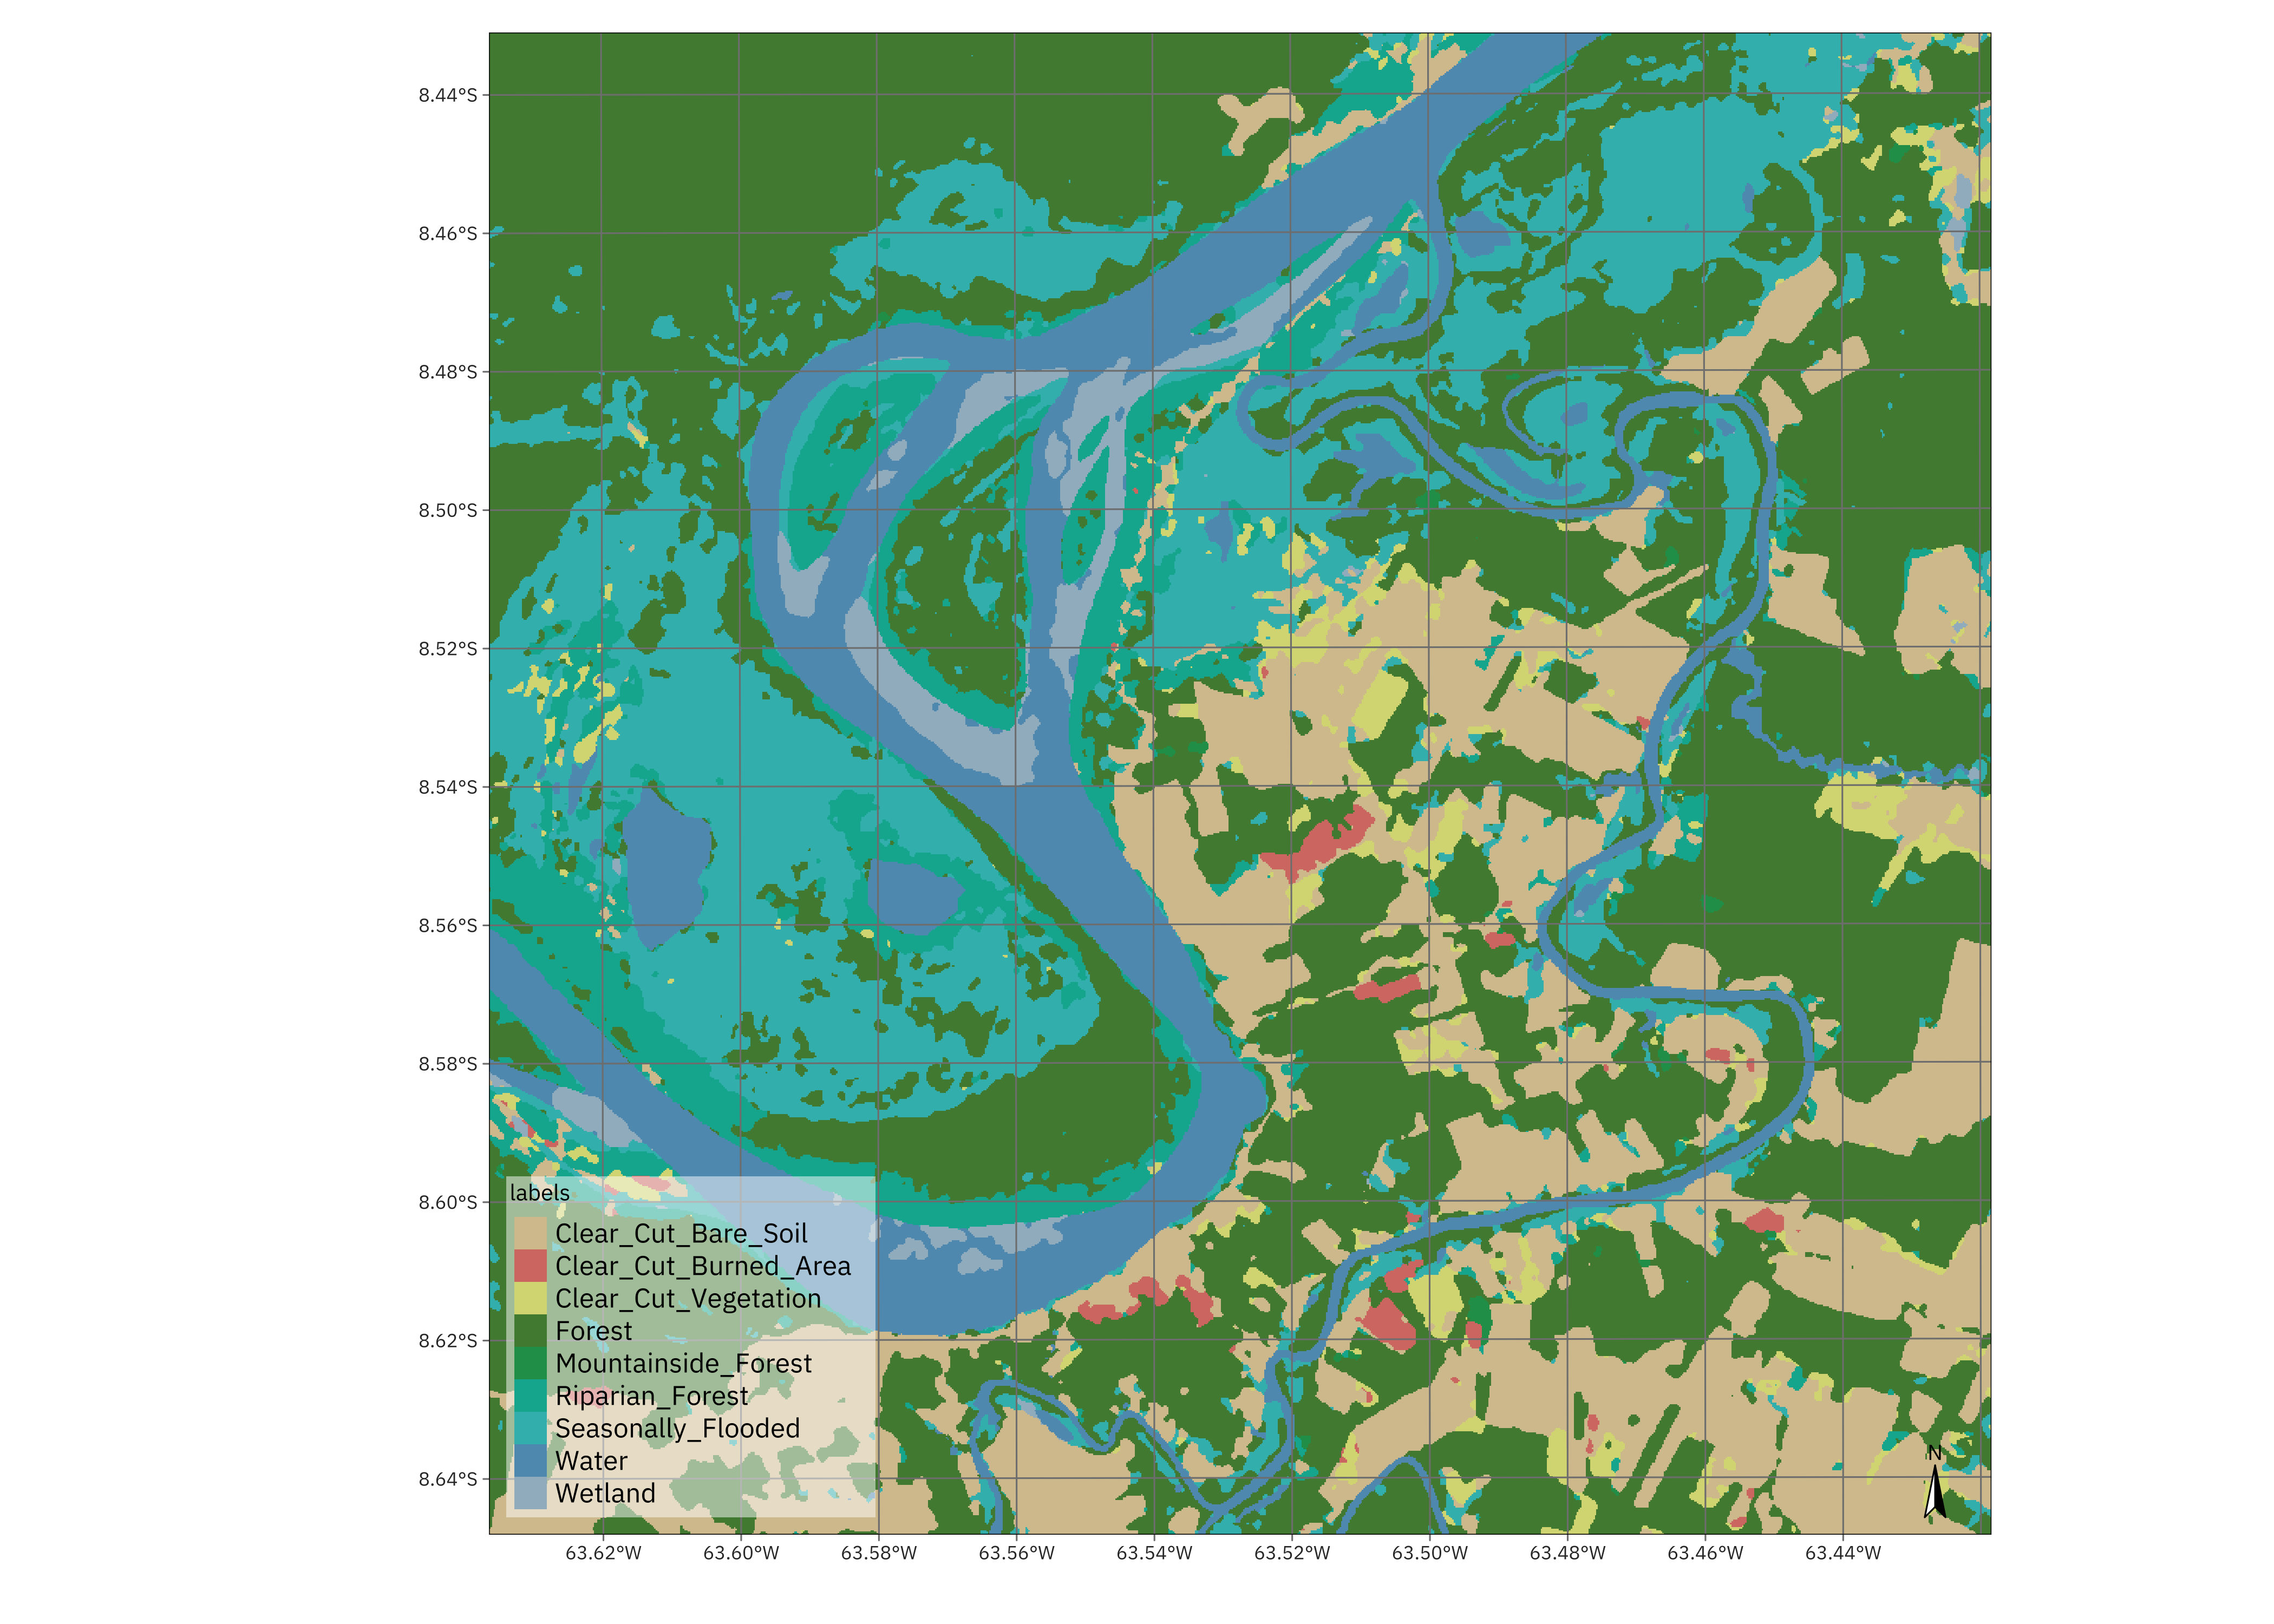 8.44°S
8.46°S
8.48°S
8.50°S
8.52°S
8.54°S
8.56°S
8.58°S
8.60°S
8.62°S
8.64°S
labels
Clear_Cut_Bare_Soil
Clear_Cut_Burned_Area
Clear_Cut_Vegetation
Forest
Mountainside_Forest
Riparian_Forest
Seasonally_Flooded
Water
Wetland
N
63.62°W 63.60°W 63.58°W 63.56°W 63.54°W 63.52°W 63.50°W 63.48°W 63.46°W 63.44°W